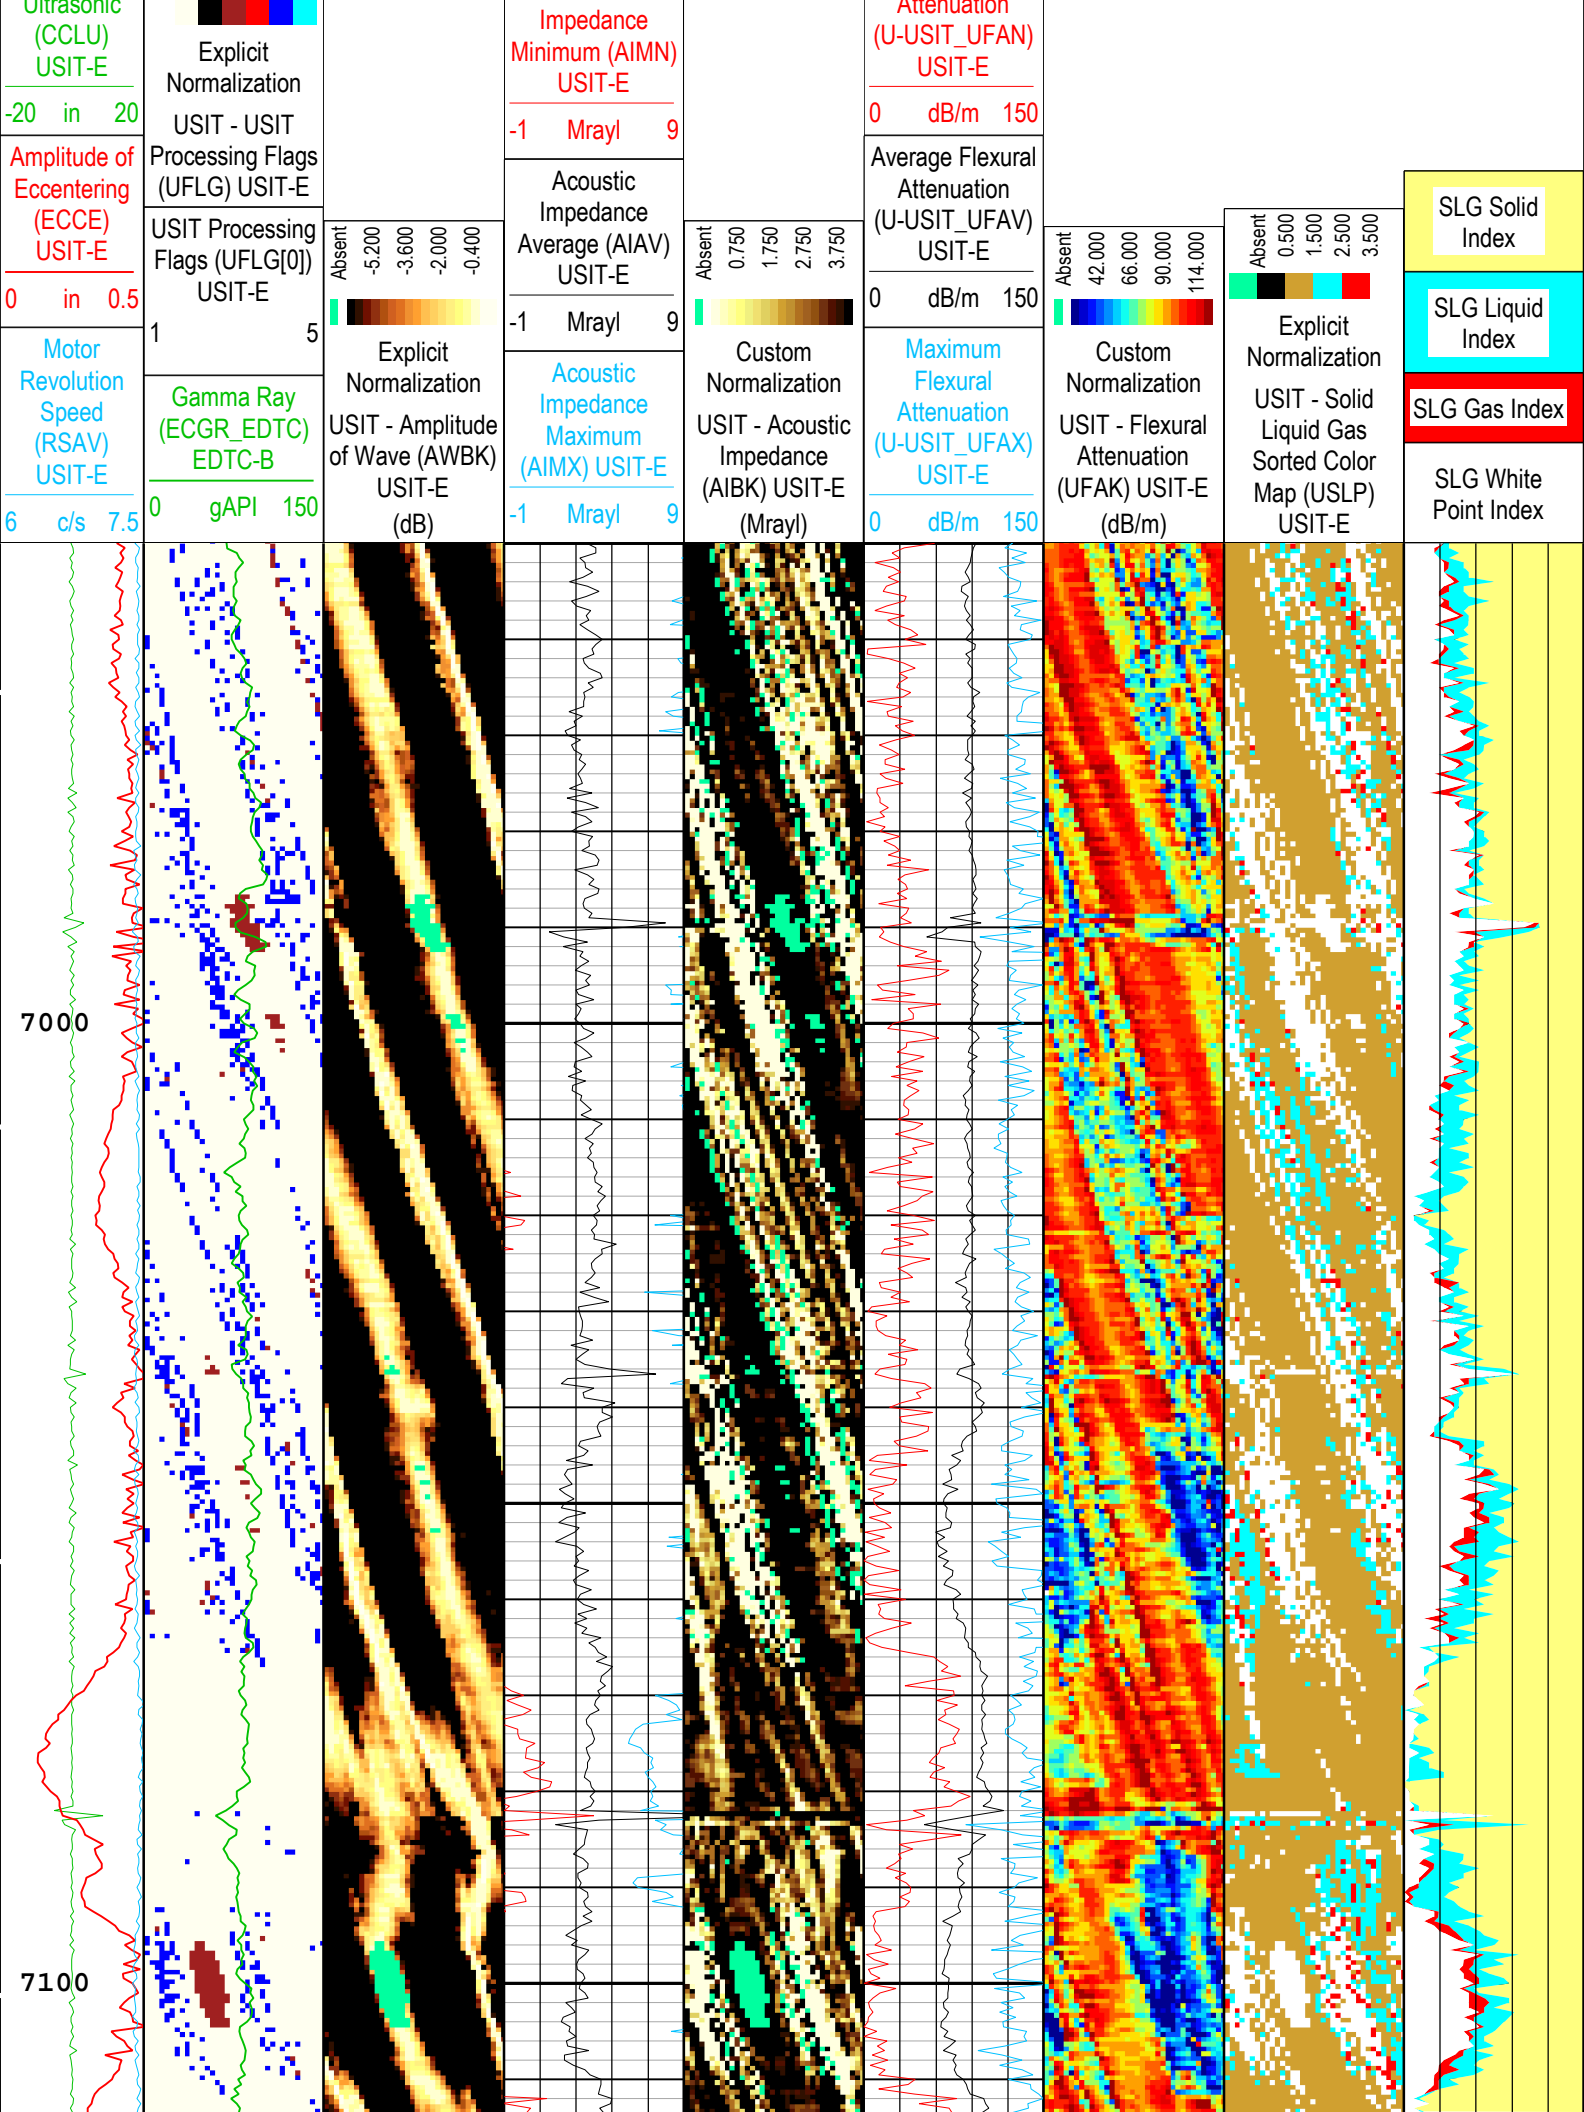 Ultrasonic
(CCLU)
USIT-E
-20 in 20
Amplitude of
Eccentering
(ECCE)
USIT-E
0 in 0.5
Motor
Revolution
Speed
(RSAV)
USIT-E
6 c/s 7.5
Explicit
Normalization
USIT - USIT
Processing Flags
(UFLG) USIT-E
USIT Processing
Flags (UFLG[0])
USIT-E
1 5
Gamma Ray
(ECGR_EDTC)
EDTC-B
0 gAPI 150
Absent
-5.200
-3.600
-2.000
-0.400
Explicit
Normalization
USIT - Amplitude
of Wave (AWBK)
USIT-E
(dB)
Impedance
Minimum (AIMN)
USIT-E
-1 Mrayl 9
Acoustic
Impedance
Average (AIAV)
USIT-E
-1 Mrayl 9
Acoustic
Impedance
Maximum
(AIMX) USIT-E
-1 Mrayl 9
Absent
0.750
1.750
2.750
3.750
Custom
Normalization
USIT - Acoustic
Impedance
(AIBK) USIT-E
(Mrayl)
Attenuation
(U-USIT_UFAN)
USIT-E
0 dB/m 150
Average Flexural
Attenuation
(U-USIT_UFAV)
USIT-E
0 dB/m 150
Maximum
Flexural
Attenuation
(U-USIT_UFAX)
USIT-E
0 dB/m 150
Absent
42.000
66.000
90.000
114.000
Custom
Normalization
USIT - Flexural
Attenuation
(UFAK) USIT-E
(dB/m)
Absent
0.500
1.500
2.500
3.500
Explicit
Normalization
USIT - Solid
Liquid Gas
Sorted Color
Map (USLP)
USIT-E
SLG Solid
Index
SLG Liquid
Index
SLG Gas Index
SLG White
Point Index
7000
7100